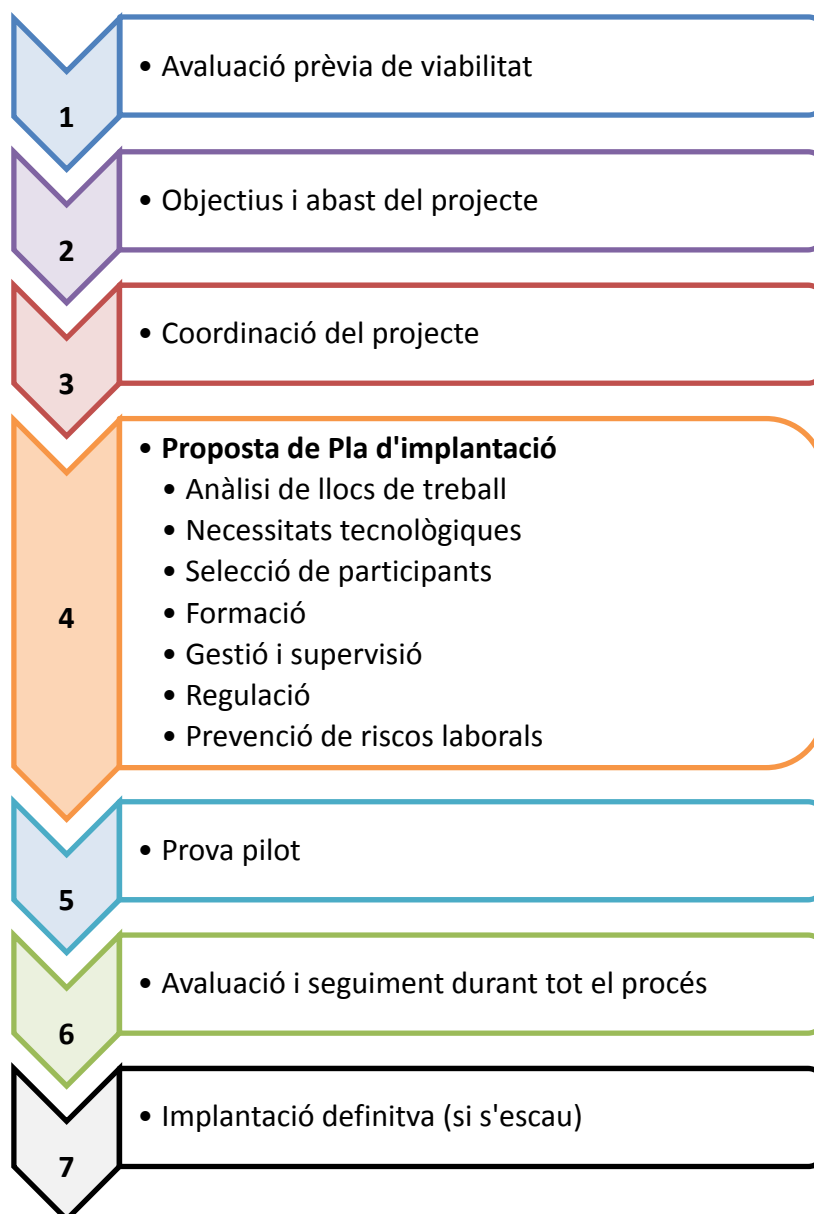 1
• Avaluació prèvia de viabilitat
2
• Objectius i abast del projecte
3
• Coordinació del projecte
4
• Proposta de Pla d'implantació
• Anàlisi de llocs de treball
• Necessitats tecnològiques
• Selecció de participants
• Formació
• Gestió i supervisió
• Regulació
• Prevenció de riscos laborals
5
• Prova pilot
6
• Avaluació i seguiment durant tot el procés
7
• Implantació definitva (si s'escau)